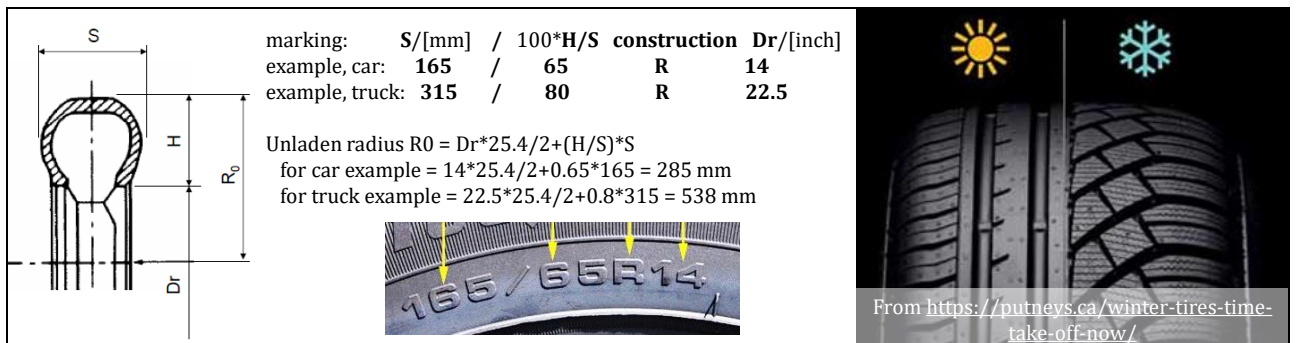 S
H
R0
Dr
marking: S/[mm] / 100*H/S construction Dr/[inch]
example, car: 165 / 65 R 14
example, truck: 315 / 80 R 22.5
Unladen radius R0 = Dr*25.4/2+(H/S)*S
for car example = 14*25.4/2+0.65*165 = 285 mm
for truck example = 22.5*25.4/2+0.8*315 = 538 mm
165/65R14
From https://putneys.ca/winter-tires-time-
take-off-now/